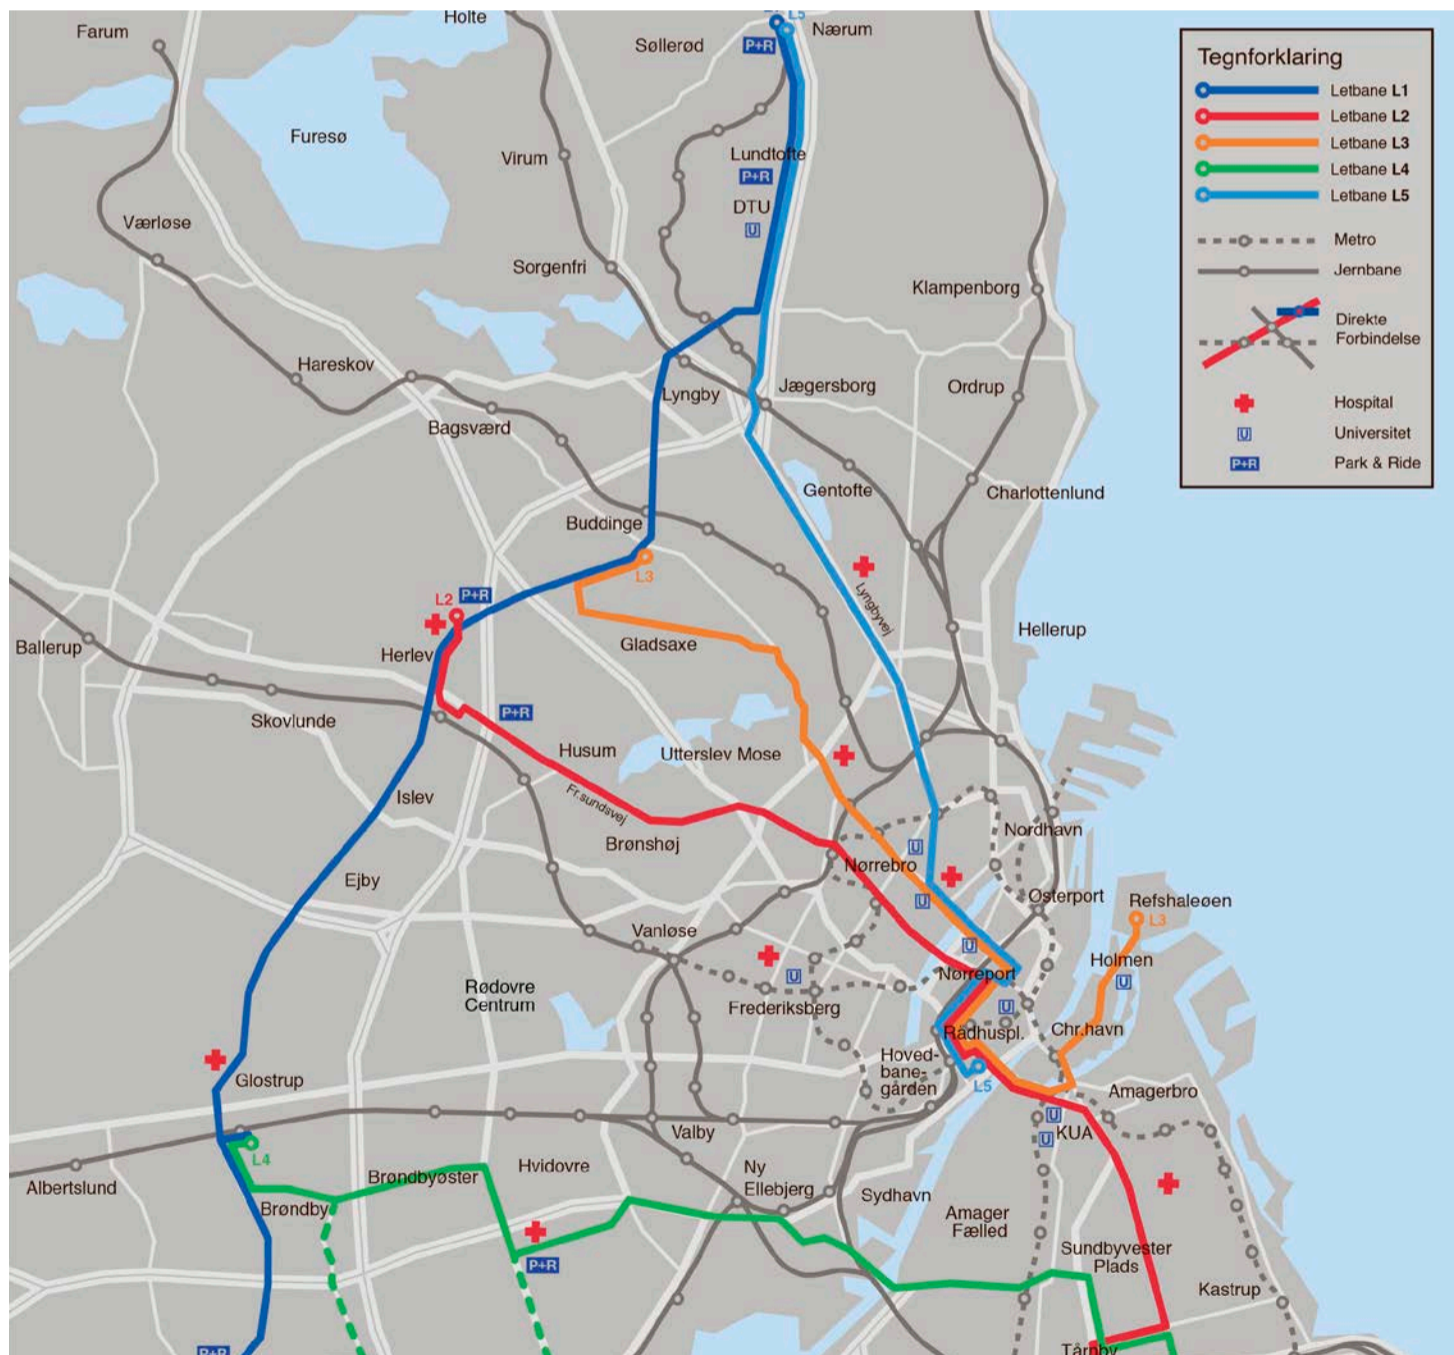 Holte
Farum
L5
Nærum
Søllerød
P+R
Tegnforklaring
Letbane L1
Letbane L2
Letbane L3
Letbane L4
Letbane L5
Metro
Jernbane
Direkte
Forbindelse
Hospital
U
Universitet
P+R
Park & Ride
Furesø
Virum
Lundtofte
P+R
DTU
U
Værløse
Sorgenfri
Klampenborg
Hareskov
Lyngby
Jægersborg
Ordrup
Bagsværd
Gentofte
Charlottenlund
Buddinge
L3
Lyngbyvej
L2
P+R
Hellerup
Ballerup
Herlev
Gladsaxe
Skovlunde
P+R
Husum
Utterslev Mose
Fr.sundsvej
Islev
Brønshøj
Nordhavn
U
Nørrebro
Ejby
U
Østerport
Refshaleøen
L3
Vanløse
U
Holmen
U
Nørreport
Rødovre
Centrum
U
Frederiksberg
U
Rådhuspl.
Chr.havn
Hoved-
bane-
gården
L5
Glostrup
Amagerbro
U
KUA
U
Valby
L4
Albertslund
Brøndbyøster
Hvidovre
Ny
Ellebjerg
Sydhavn
Brøndby
Amager
Fælled
P+R
Sundbyvester
Plads
Kastrup
P+R
Tårnby